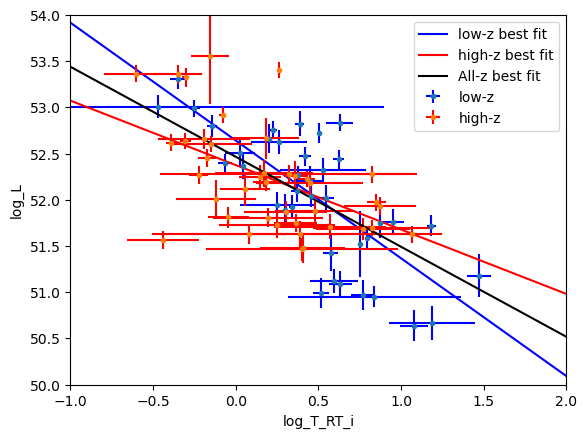 54.0
53.5
53.0
52.5
52.0
51.5
51.0
50.5
50.0
log_L
low-z best fit
high-z best fit
All-z best fit
low-z
high-z
-1.0 -0.5 0.0 0.5 1.0 1.5 2.0
log_T_RT_i